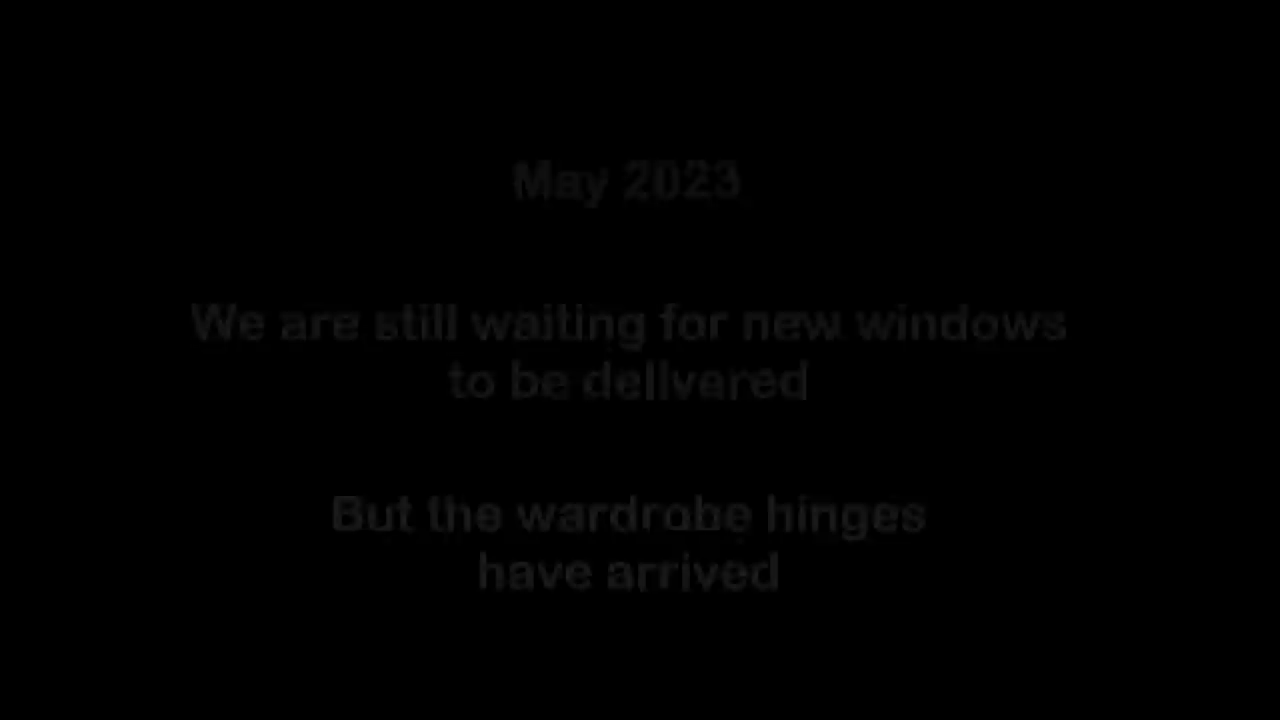 May 2023
We are still waiting for new windows
to be delivered
But the wardrobe hinges
have arrived